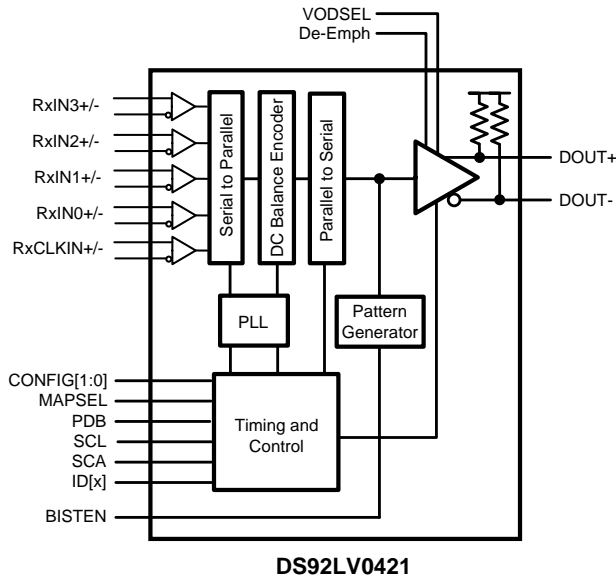 VODSEL
De-Emph
RxIN3+/-
RxIN2+/-
RxIN1+/-
RxIN0+/-
RxCLKIN+/-
Serial to Parallel
DC Balance Encoder
Parallel to Serial
DOUT+
DOUT-
PLL
Pattern
Generator
CONFIG[1:0]
MAPSEL
PDB
SCL
SCA
ID[x]
Timing and
Control
BISTEN
DS92LV0421